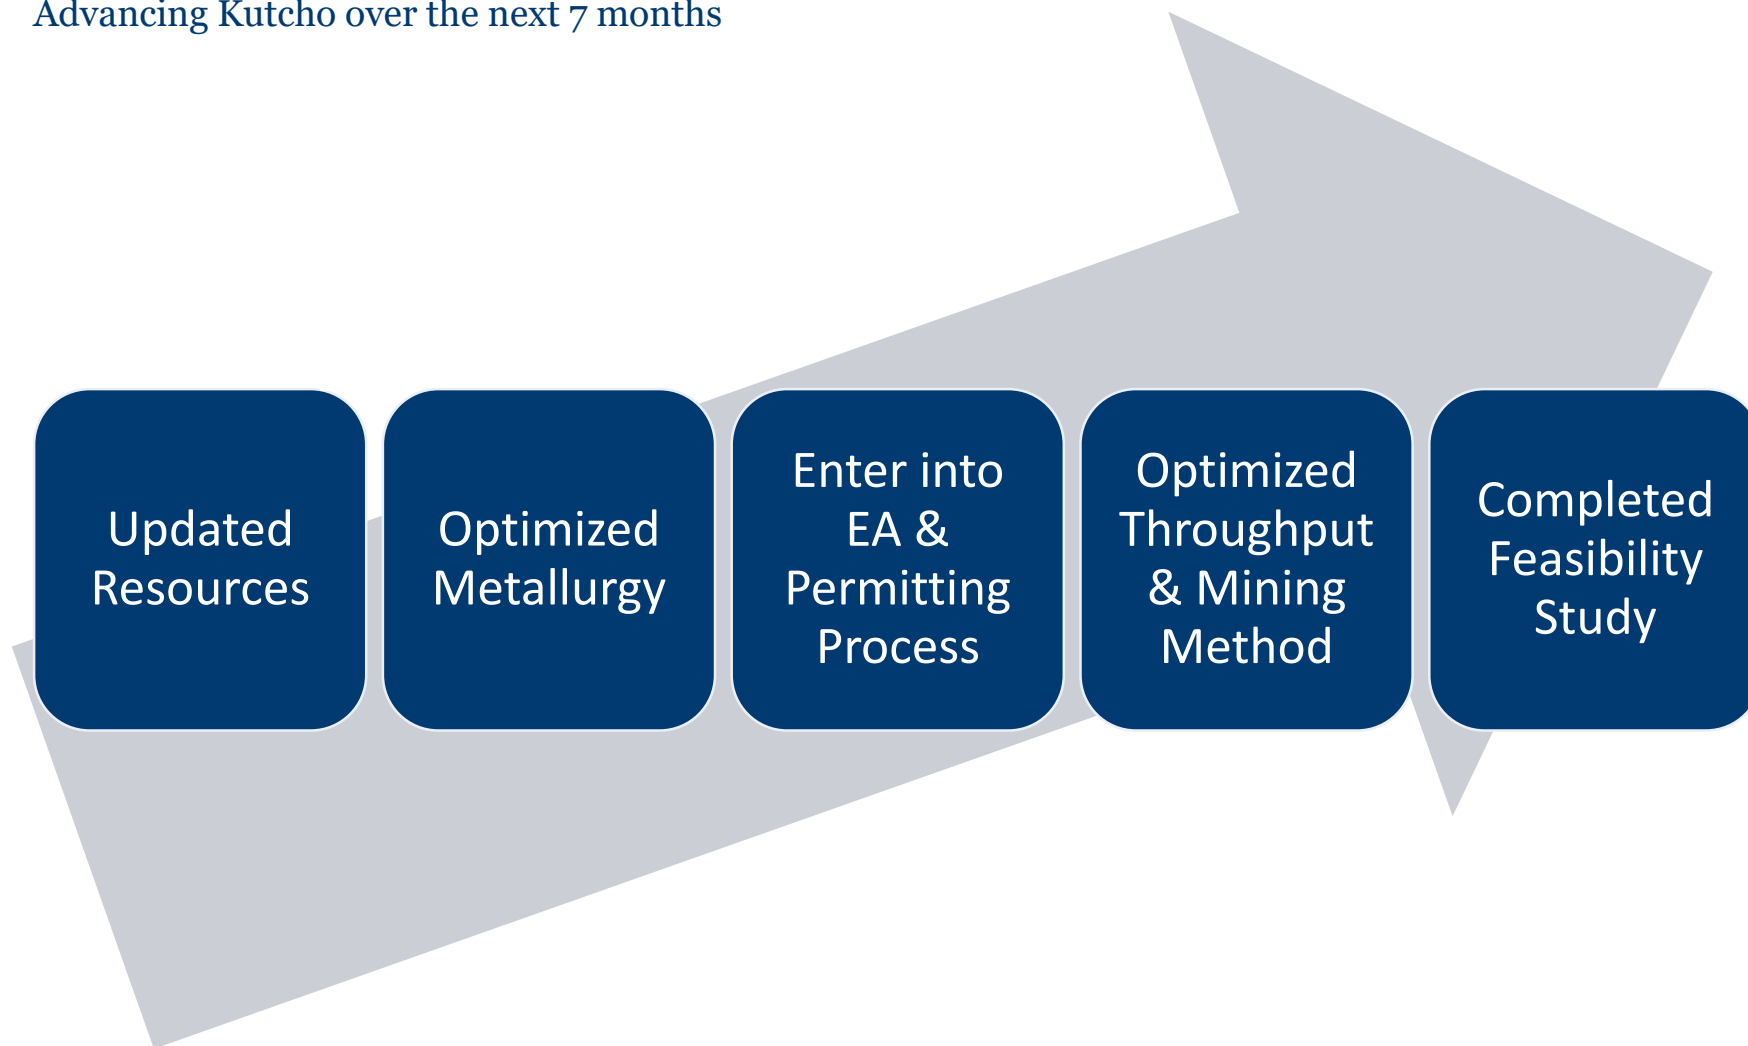 Advancing Kutcho over the next 7 months
Updated
Resources
Optimized
Metallurgy
Enter into
EA &
Permitting
Process
Optimized
Throughput
& Mining
Method
Completed
Feasibility
Study